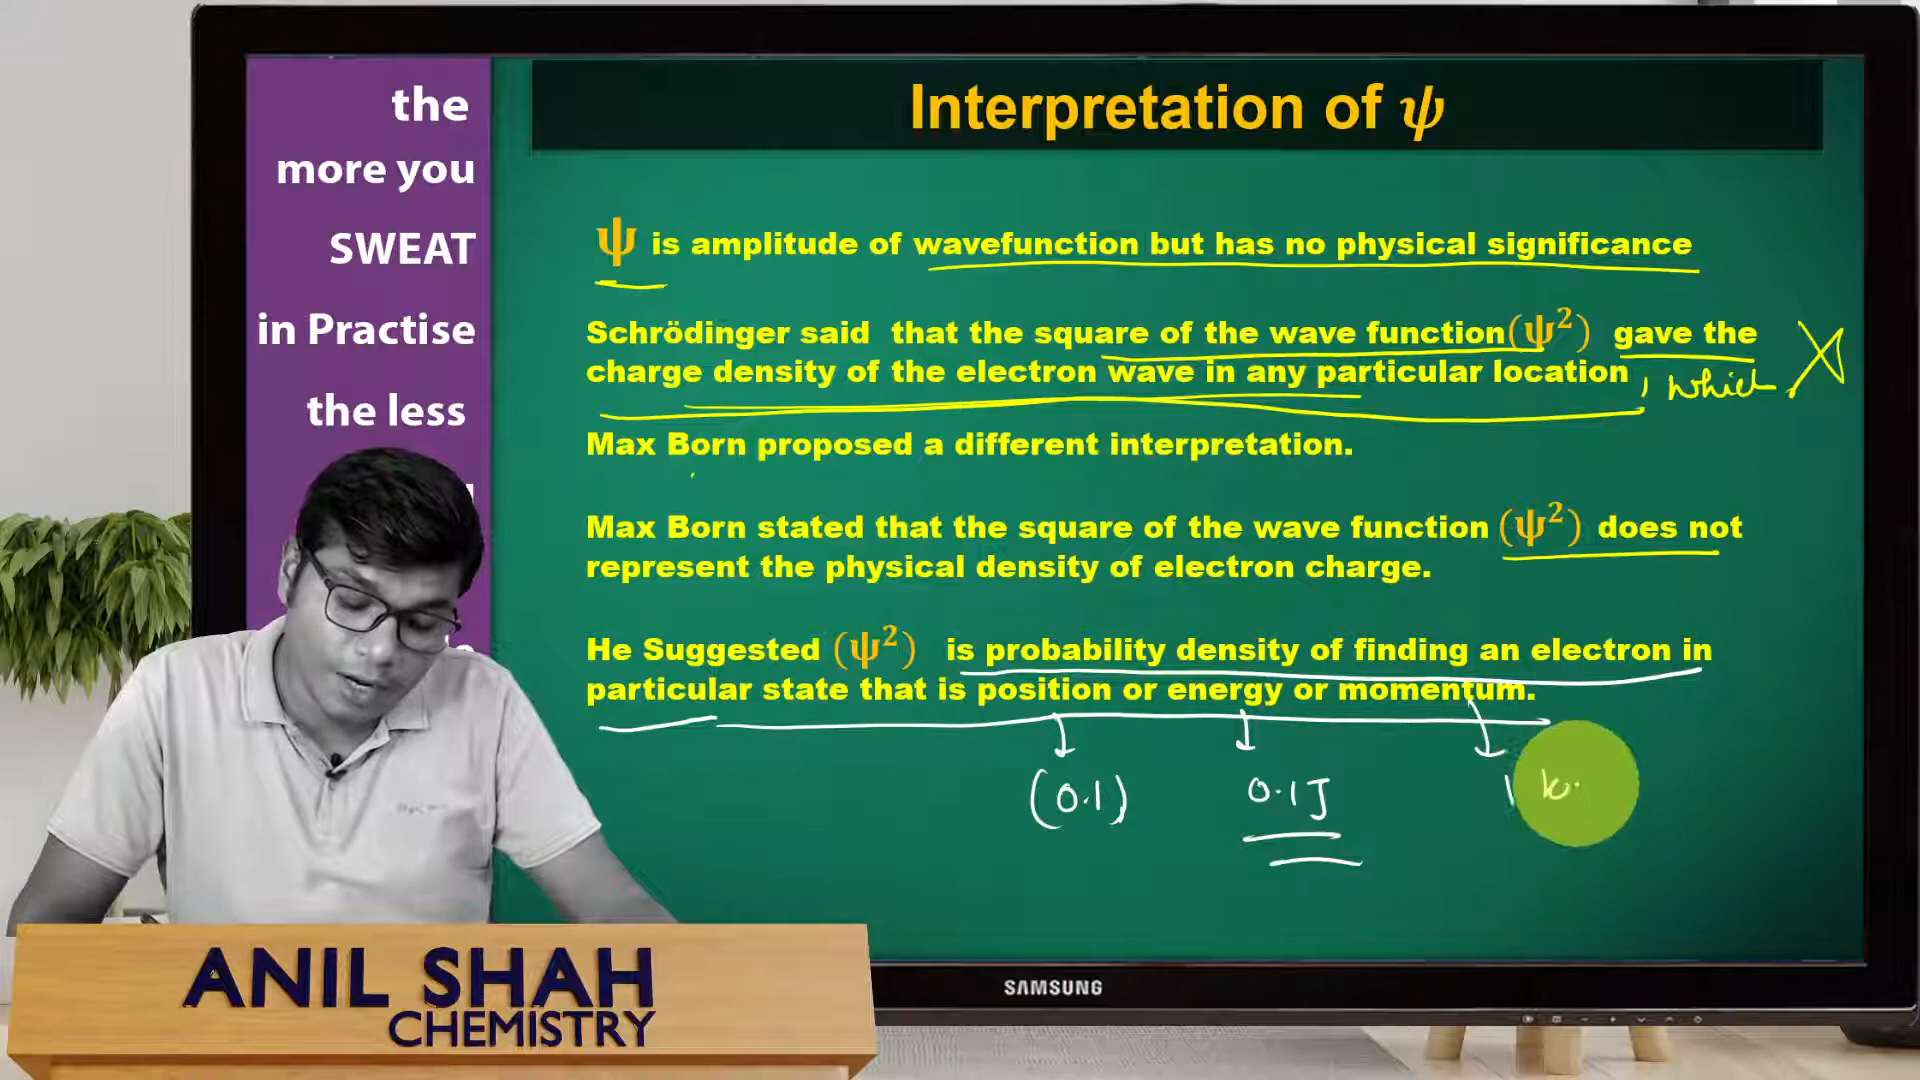 the
more you
SWEAT
in Practise
the less
Interpretation of ψ
ψ is amplitude of wavefunction but has no physical significance
Schrödinger said that the square of the wave function(ψ²) gave the
charge density of the electron wave in any particular location , which
Max Born proposed a different interpretation.
Max Born stated that the square of the wave function (ψ²) does not
represent the physical density of electron charge.
He Suggested (ψ²) is probability density of finding an electron in
particular state that is position or energy or momentum.
(0.1) 0.1J 1
ANIL SHAH
CHEMISTRY
SAMSUNG